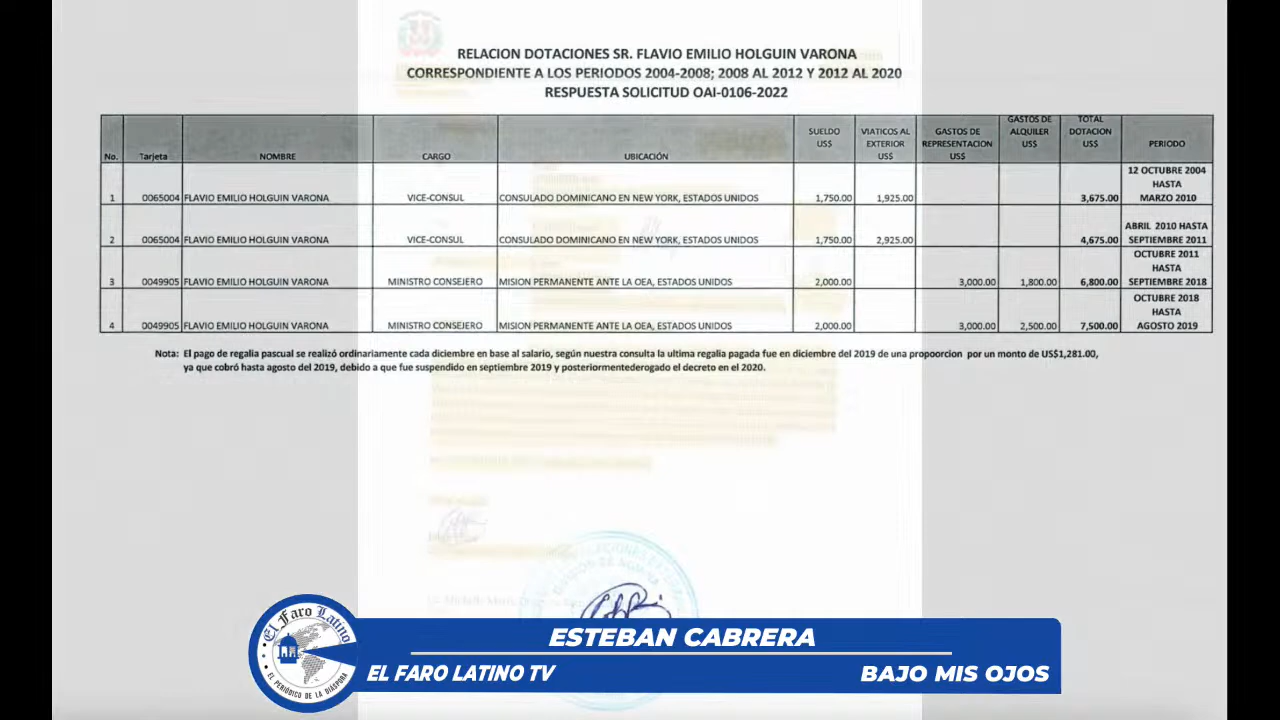 RELACION DOTACIONES SR. FLAVIO EMILIO HOLGUIN VARONA
CORRESPONDIENTE A LOS PERIODOS 2004-2008; 2008 AL 2012 Y 2012 AL 2020
RESPUESTA SOLICITUD OAI-0106-2022
No. Tarjeta NOMBRE CARGO UBICACIÓN SUELDO US$ VIATICOS AL EXTERIOR US$ GASTOS DE REPRESENTACION US$ GASTOS DE ALQUILER US$ TOTAL DOTACION US$ PERIODO
1 0065004 FLAVIO EMILIO HOLGUIN VARONA VICE-CONSUL CONSULADO DOMINICANO EN NEW YORK, ESTADOS UNIDOS 1,750.00 1,925.00 3,675.00 12 OCTUBRE 2004 HASTA MARZO 2010
2 0065004 FLAVIO EMILIO HOLGUIN VARONA VICE-CONSUL CONSULADO DOMINICANO EN NEW YORK, ESTADOS UNIDOS 1,750.00 2,925.00 4,675.00 ABRIL 2010 HASTA SEPTIEMBRE 2011
3 0049905 FLAVIO EMILIO HOLGUIN VARONA MINISTRO CONSEJERO MISION PERMANENTE ANTE LA OEA, ESTADOS UNIDOS 2,000.00 3,000.00 1,800.00 6,800.00 OCTUBRE 2011 HASTA SEPTIEMBRE 2018
4 0049905 FLAVIO EMILIO HOLGUIN VARONA MINISTRO CONSEJERO MISION PERMANENTE ANTE LA OEA, ESTADOS UNIDOS 2,000.00 3,000.00 2,500.00 7,500.00 OCTUBRE 2018 HASTA AGOSTO 2019
Nota: El pago de regalia pascual se realizó ordinariamente cada diciembre en base al salario, según nuestra consulta la ultima regalia pagada fue en diciembre del 2019 de una propoorcion por un monto de US$1,281.00,
ya que cobró hasta agosto del 2019, debido a que fue suspendido en septiembre 2019 y posteriormentederogado el decreto en el 2020.
El Faro Latino
EL PERIÓDICO DE LA DIÁSPORA
ESTEBAN CABRERA
EL FARO LATINO TV
BAJO MIS OJOS